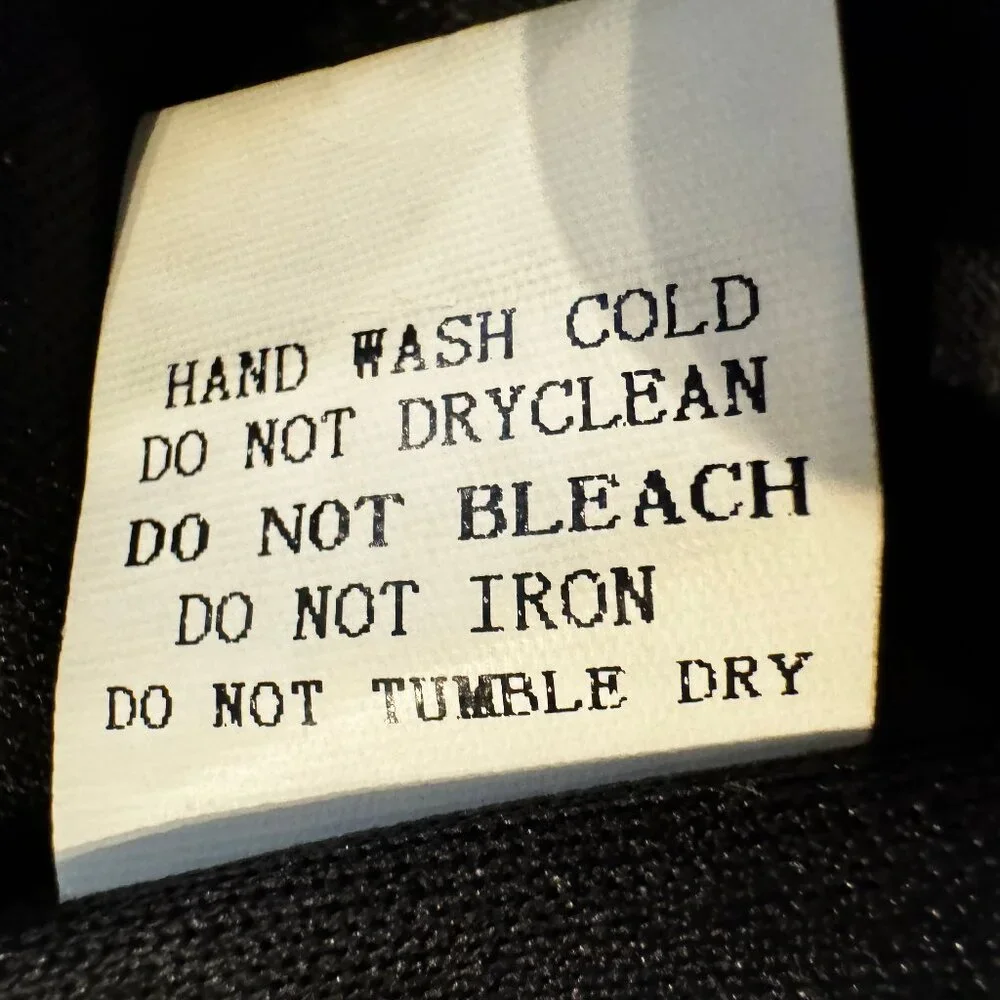 HAND WASH COLD
DO NOT DRYCLEAN
DO NOT BLEACH
DO NOT IRON
DO NOT TUMBLE DRY